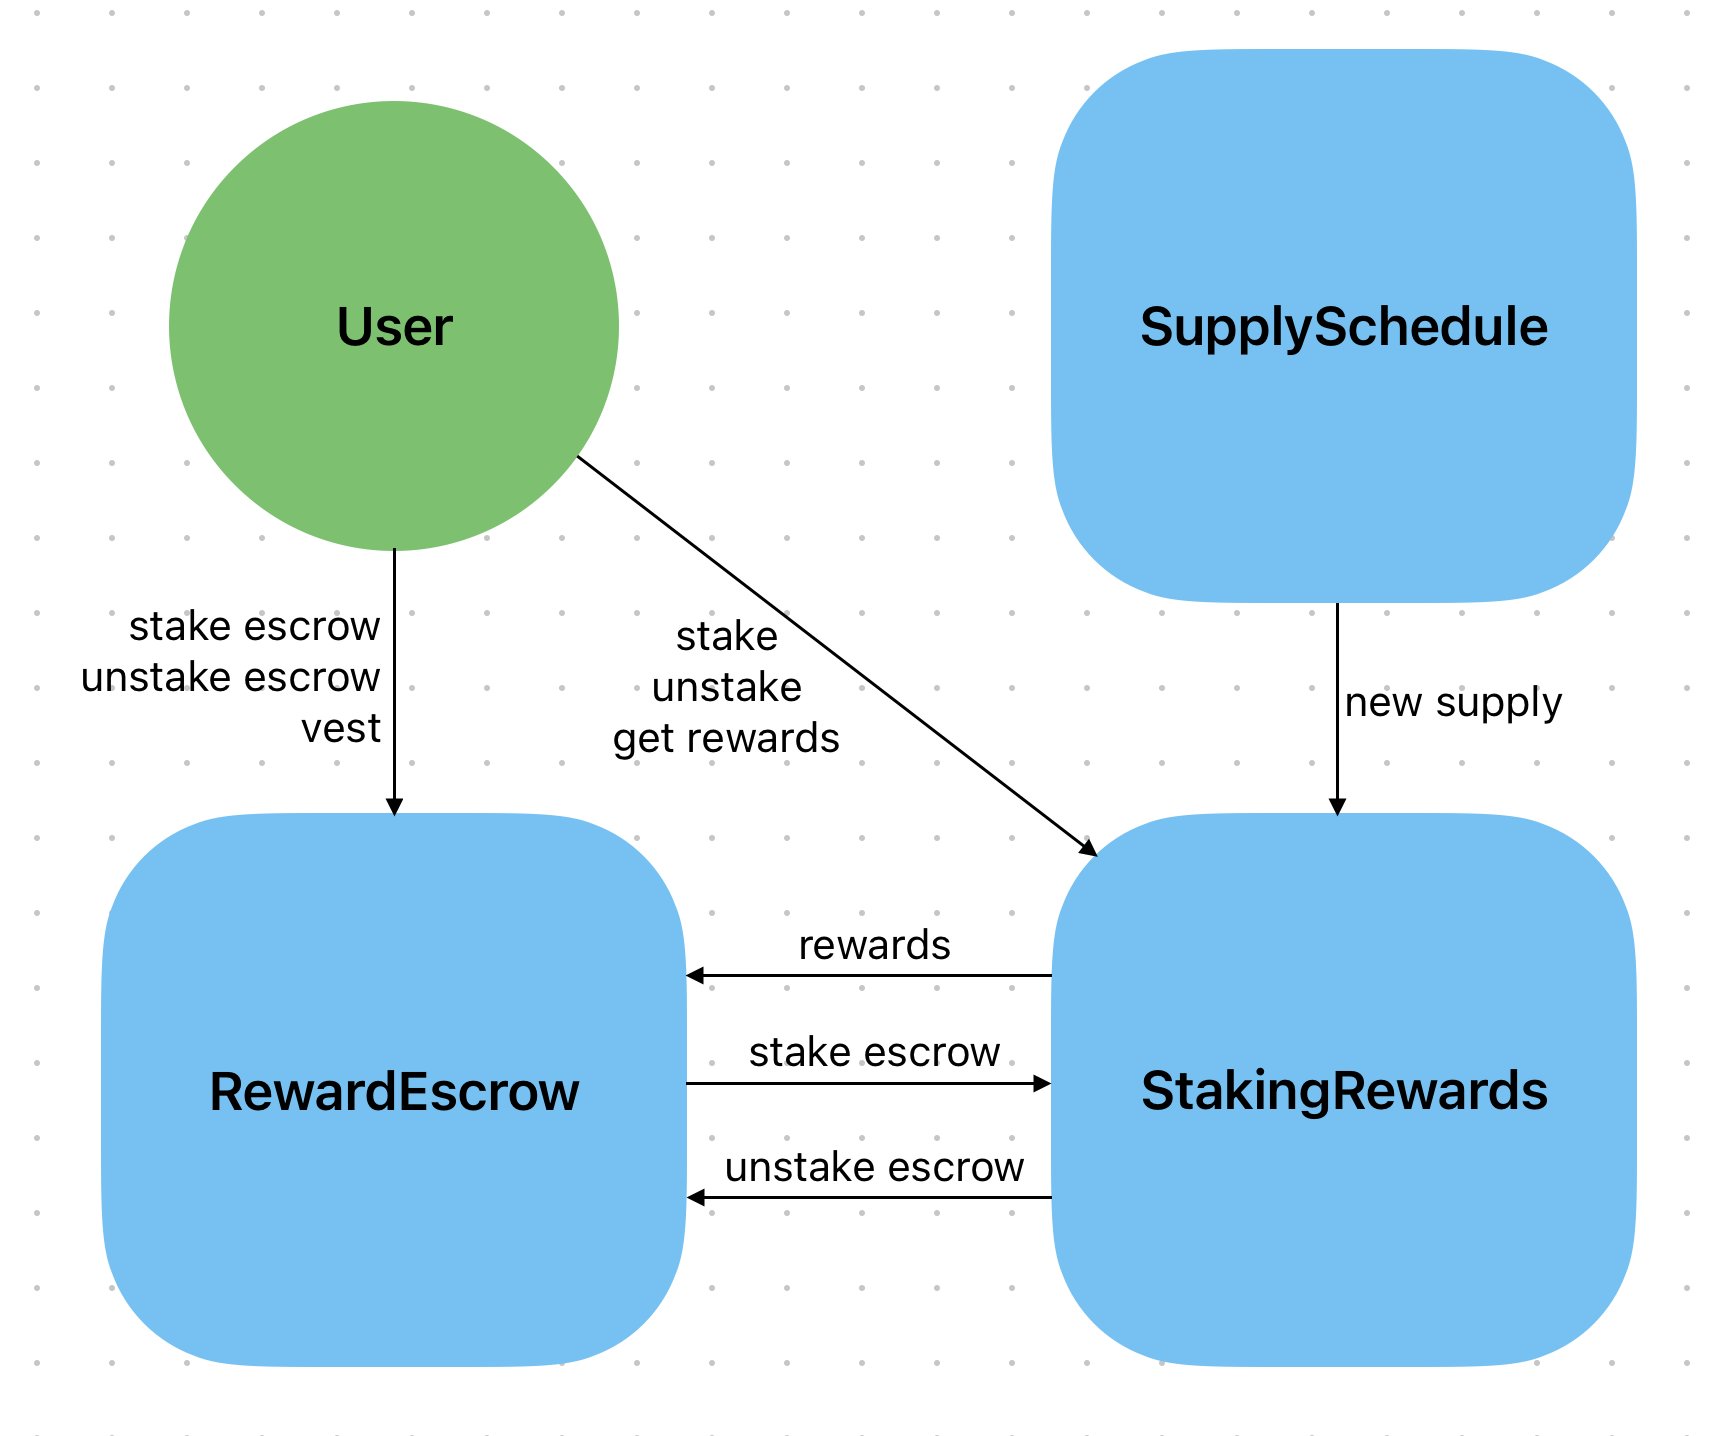 User
SupplySchedule
stake escrow
unstake escrow
vest
stake
unstake
get rewards
new supply
rewards
stake escrow
unstake escrow
RewardEscrow
StakingRewards